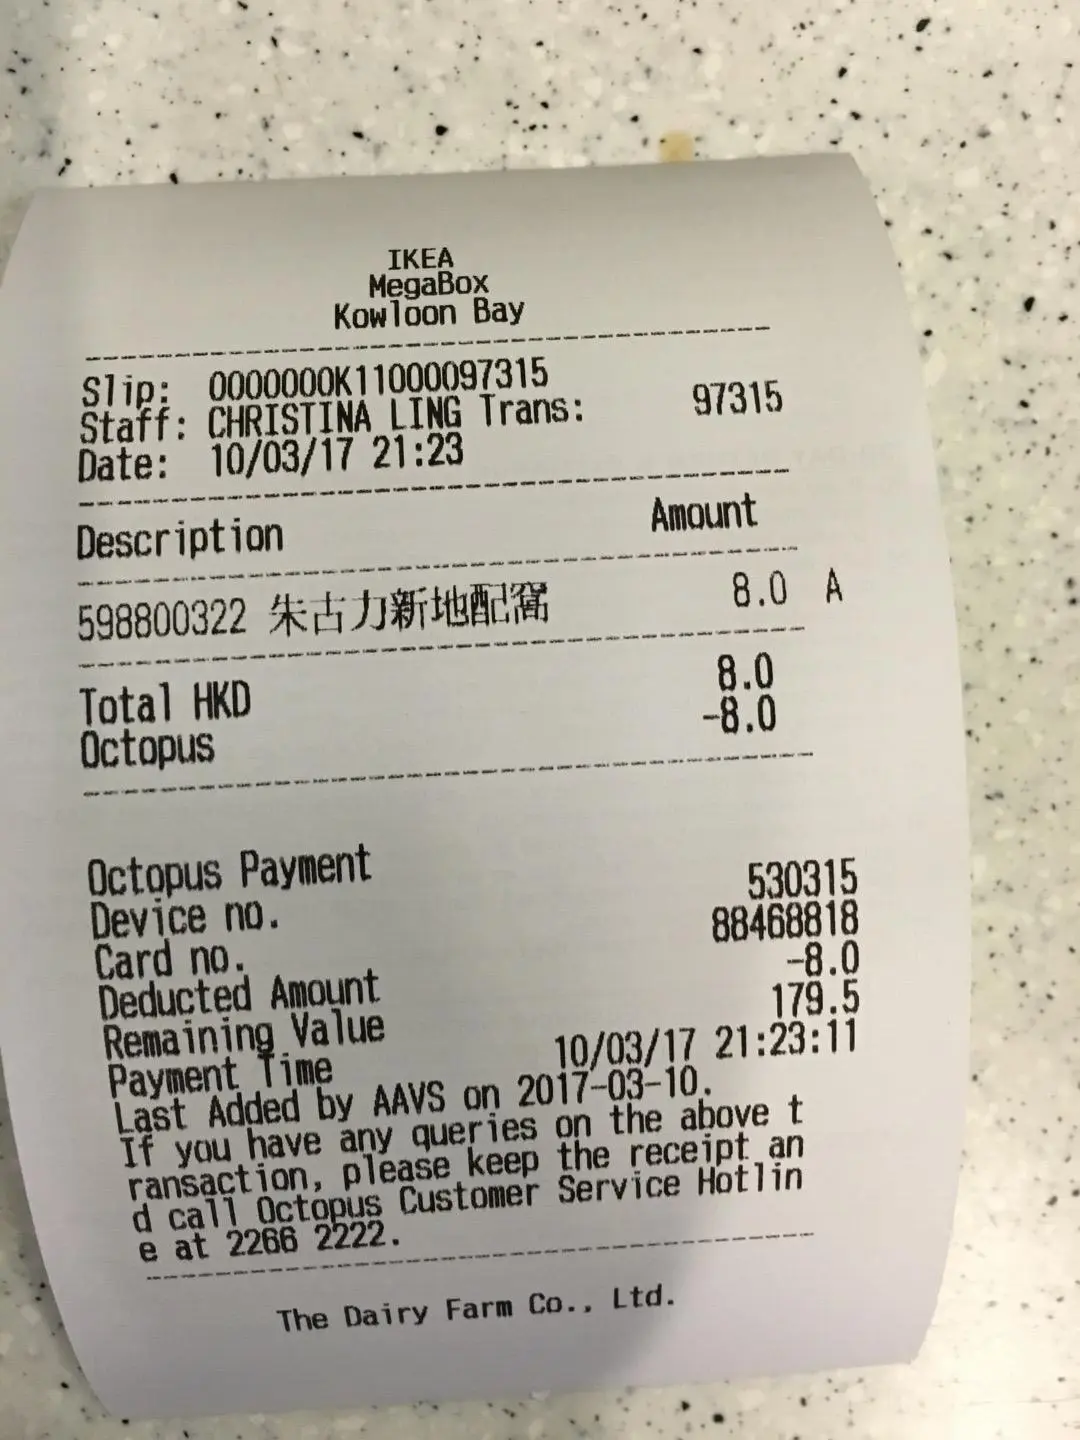 IKEA
MegaBox
Kowloon Bay
Slip: 0000000K11000097315
Staff: CHRISTINA LING Trans: 97315
Date: 10/03/17 21:23
Description Amount
598800322 朱古力新地配窩 8.0 A
Total HKD 8.0
Octopus -8.0
Octopus Payment
Device no. 530315
Card no. 88468818
Deducted Amount -8.0
Remaining Value 179.5
Payment Time 10/03/17 21:23:11
Last Added by AAVS on 2017-03-10.
If you have any queries on the above t
ransaction, please keep the receipt an
d call Octopus Customer Service Hotlin
e at 2266 2222.
The Dairy Farm Co., Ltd.